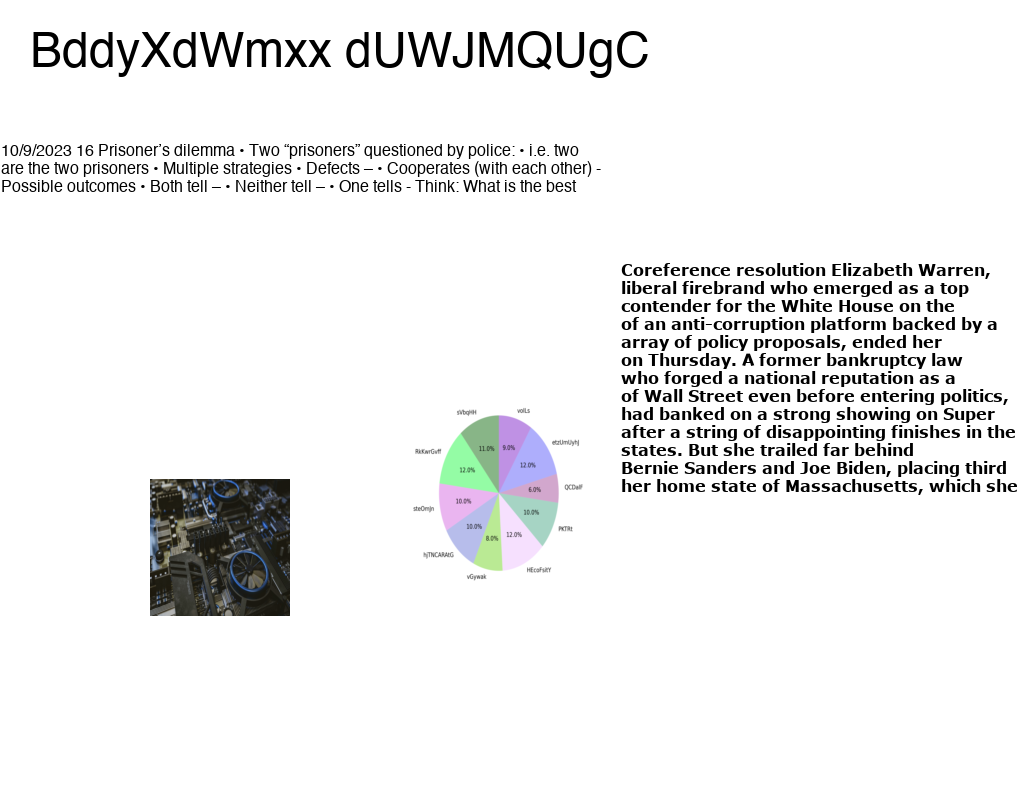 BddyXdWmxx dUWJMQUgC
10/9/2023 16 Prisoner’s dilemma • Two “prisoners” questioned by police: • i.e. two
are the two prisoners • Multiple strategies • Defects – • Cooperates (with each other) -
Possible outcomes • Both tell – • Neither tell – • One tells - Think: What is the best
Coreference resolution Elizabeth Warren,
liberal firebrand who emerged as a top
contender for the White House on the
of an anti-corruption platform backed by a
array of policy proposals, ended her
on Thursday. A former bankruptcy law
who forged a national reputation as a
of Wall Street even before entering politics,
had banked on a strong showing on Super
after a string of disappointing finishes in the
states. But she trailed far behind
Bernie Sanders and Joe Biden, placing third
her home state of Massachusetts, which she
sVbqHH
11.0%
9.0%
etzUmUyhJ
12.0%
RkKwrGvff
12.0%
QCDaiF
6.0%
steOmJn
10.0%
PKTRt
10.0%
hjTNCARAtG
10.0%
vGywak
8.0%
HEcoFsitY
12.0%